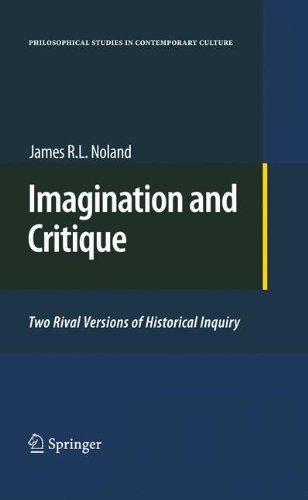 PHILOSOPHICAL STUDIES IN CONTEMPORARY CULTURE
James R.L. Noland
Imagination and
Critique
Two Rival Versions of Historical Inquiry
Springer